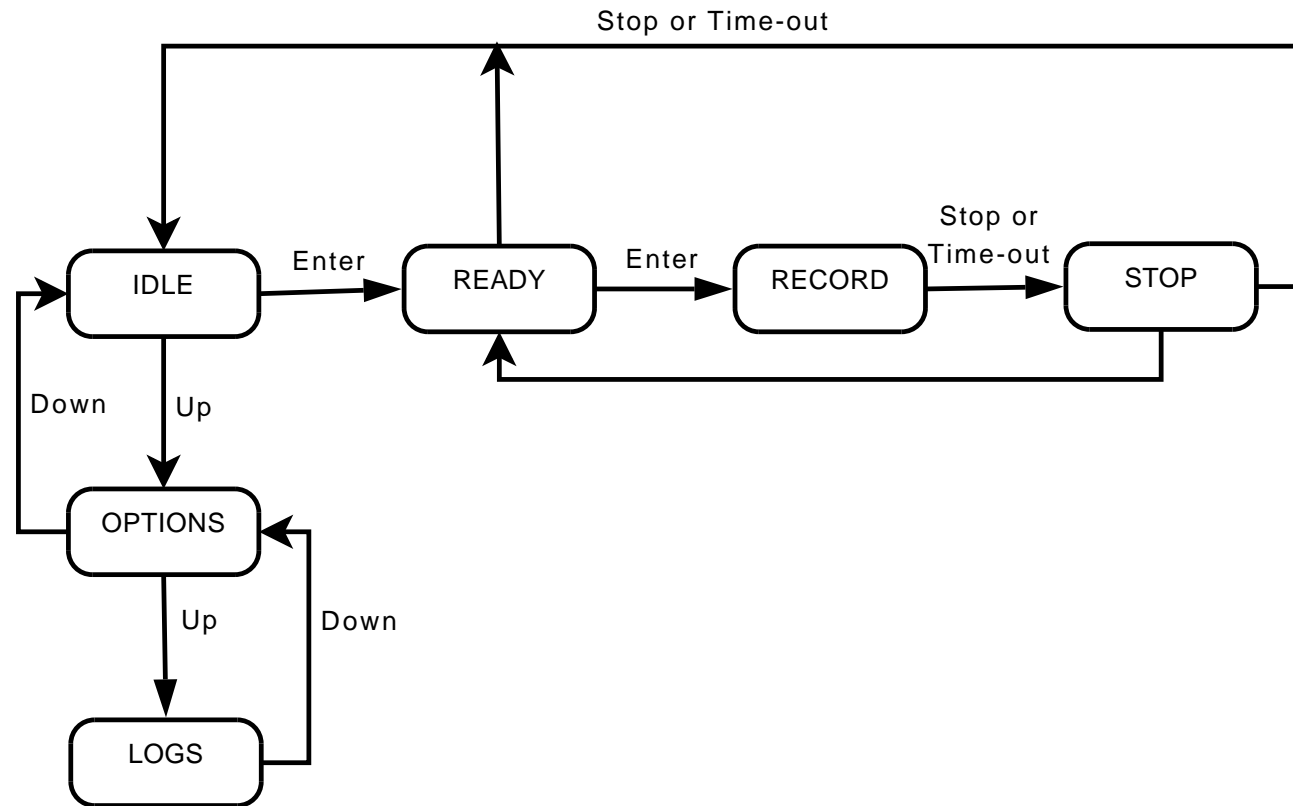 Stop or Time-out
Stop or
Time-out
IDLE
Enter
READY
Enter
RECORD
STOP
Down
Up
OPTIONS
Up
Down
LOGS